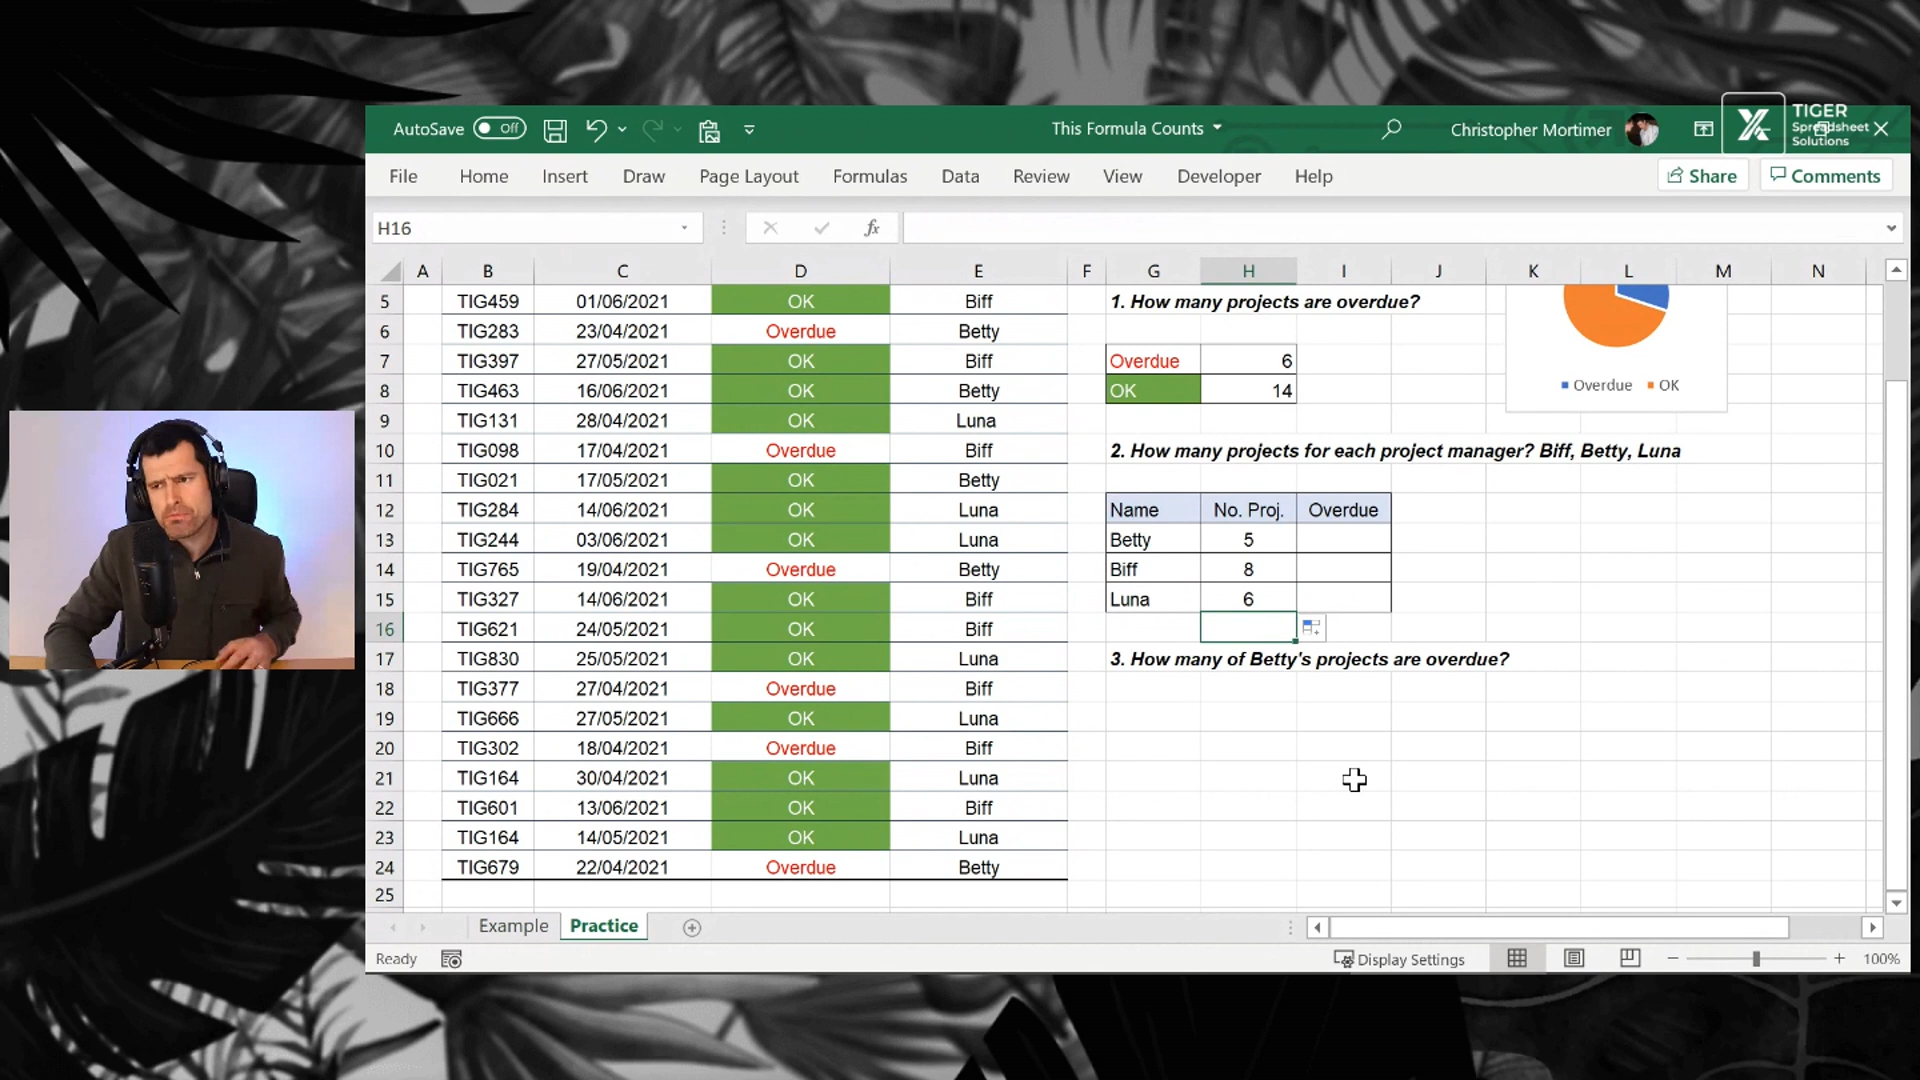 AutoSave Off This Formula Counts Christopher Mortimer
TIGER
Spreadsheet
Solutions
File Home Insert Draw Page Layout Formulas Data Review View Developer Help Share Comments
H16 fx
A B C D E F G H I J K L M N
5 TIG459 01/06/2021 OK Biff 1. How many projects are overdue?
6 TIG283 23/04/2021 Overdue Betty
7 TIG397 27/05/2021 OK Biff Overdue 6
8 TIG463 16/06/2021 OK Betty OK 14 Overdue OK
9 TIG131 28/04/2021 OK Luna
10 TIG098 17/04/2021 Overdue Biff 2. How many projects for each project manager? Biff, Betty, Luna
11 TIG021 17/05/2021 OK Betty
12 TIG284 14/06/2021 OK Luna Name No. Proj. Overdue
13 TIG244 03/06/2021 OK Luna Betty 5
14 TIG765 19/04/2021 Overdue Betty Biff 8
15 TIG327 14/06/2021 OK Biff Luna 6
16 TIG621 24/05/2021 OK Biff
17 TIG830 25/05/2021 OK Luna 3. How many of Betty's projects are overdue?
18 TIG377 27/04/2021 Overdue Biff
19 TIG666 27/05/2021 OK Luna
20 TIG302 18/04/2021 Overdue Biff
21 TIG164 30/04/2021 OK Luna
22 TIG601 13/06/2021 OK Biff
23 TIG164 14/05/2021 OK Luna
24 TIG679 22/04/2021 Overdue Betty
25
Example Practice
Ready Display Settings 100%